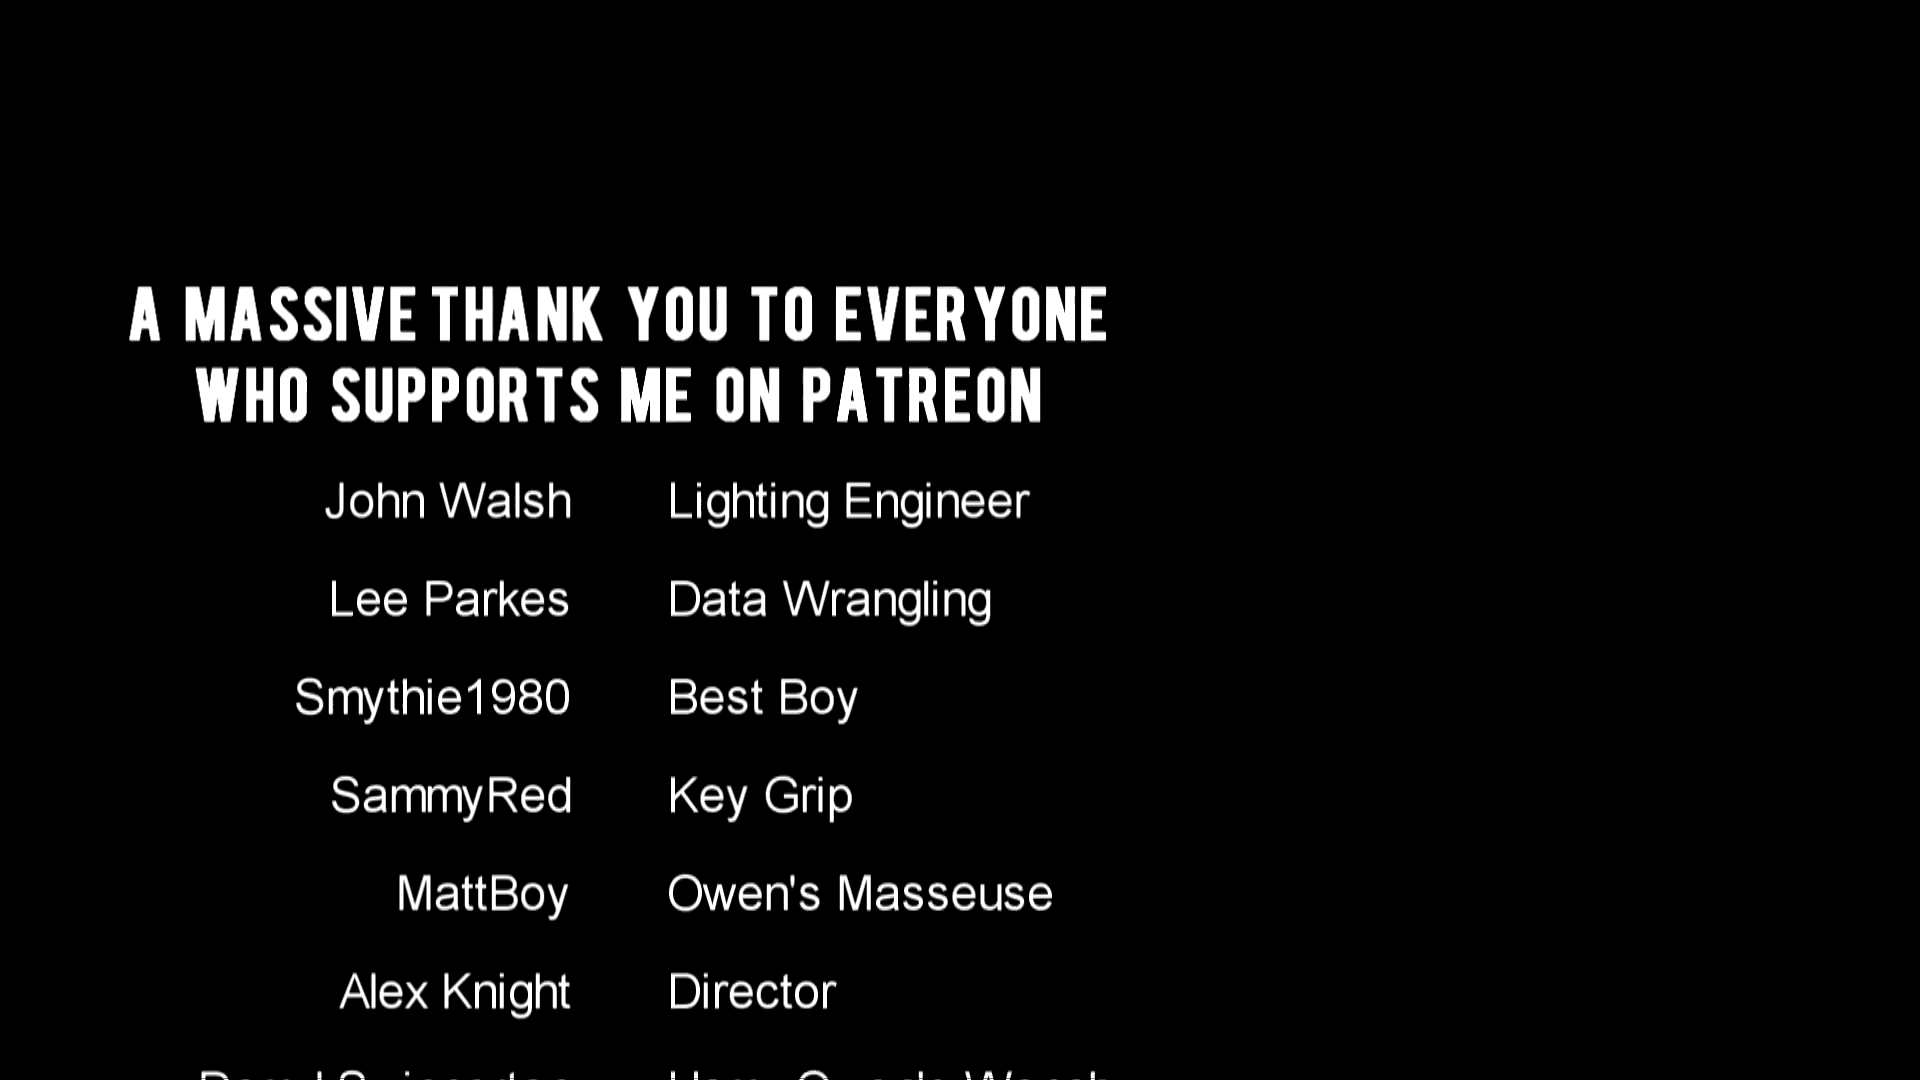 A MASSIVE THANK YOU TO EVERYONE
WHO SUPPORTS ME ON PATREON
John Walsh Lighting Engineer
Lee Parkes Data Wrangling
Smythie1980 Best Boy
SammyRed Key Grip
MattBoy Owen's Masseuse
Alex Knight Director